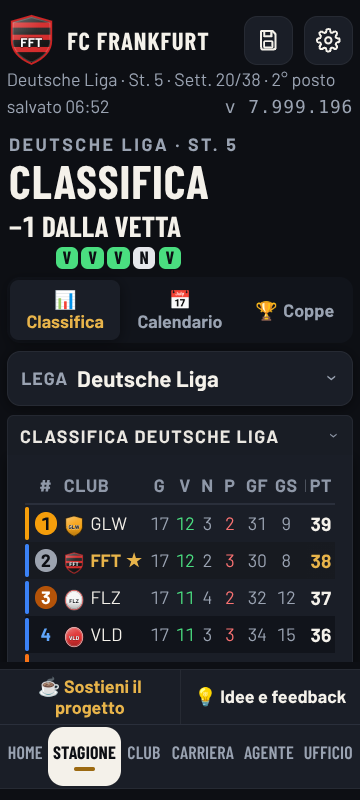 FFT FC FRANKFURT
Deutsche Liga · St. 5 · Sett. 20/38 · 2° posto
salvato 06:52 v 7.999.196
DEUTSCHE LIGA · ST. 5
CLASSIFICA
−1 DALLA VETTA
V V V N V
Classifica Calendario Coppe
LEGA Deutsche Liga
CLASSIFICA DEUTSCHE LIGA
# CLUB G V N P GF GS PT
1 GLW 17 12 3 2 31 9 39
2 FFT ★ 17 12 2 3 30 8 38
3 FLZ 17 11 4 2 32 12 37
4 VLD 17 11 3 3 34 15 36
Sostieni il progetto
Idee e feedback
HOME STAGIONE CLUB CARRIERA AGENTE UFFICIO